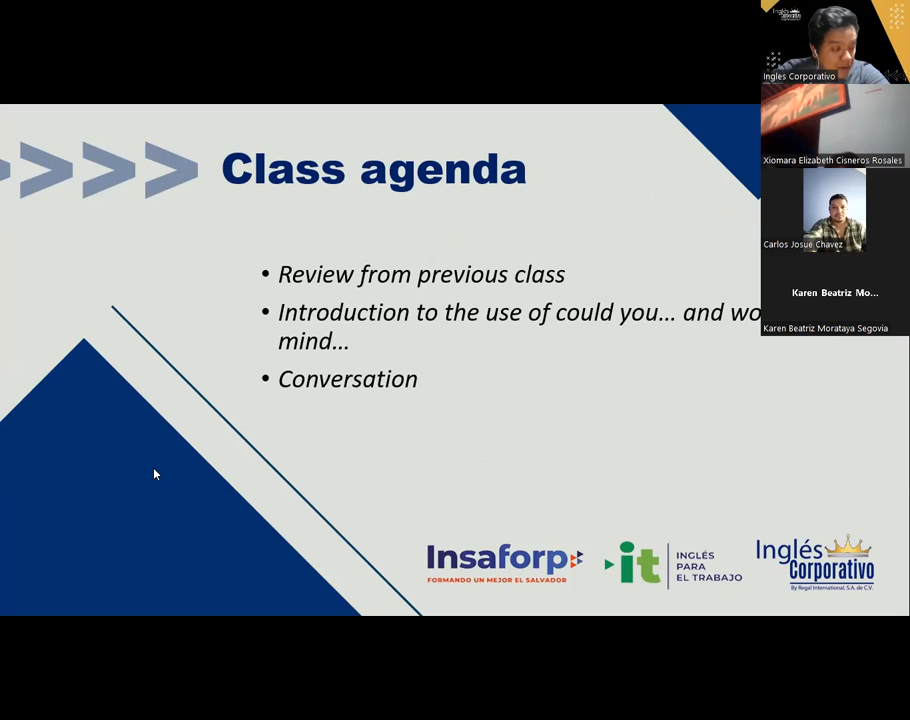 Class agenda
• Review from previous class
• Introduction to the use of could you... and wo
mind...
• Conversation
Insaforp
FORMANDO UN MEJOR EL SALVADOR
it
INGLÉS
PARA
EL TRABAJO
Inglés
Corporativo
By Regal International, S.A. de C.V.
Inglés
Corporativo
Ingles Corporativo
Xiomara Elizabeth Cisneros Rosales
Carlos Josue Chavez
Karen Beatriz Mo...
Karen Beatriz Morataya Segovia